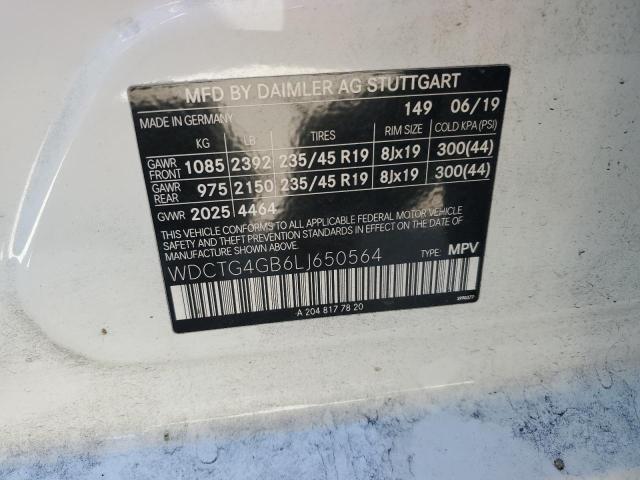 MFD BY DAIMLER AG STUTTGART
MADE IN GERMANY 149 06/19
KG LB TIRES RIM SIZE COLD KPA (PSI)
GAWR FRONT 1085 2392 235/45 R19 8Jx19 300(44)
GAWR REAR 975 2150 235/45 R19 8Jx19 300(44)
GVWR 2025 4464
THIS VEHICLE CONFORMS TO ALL APPLICABLE FEDERAL MOTOR VEHICLE
SAFETY AND THEFT PREVENTION STANDARDS IN EFFECT ON THE
DATE OF MANUFACTURE SHOWN ABOVE.
WDCTG4GB6LJ650564 TYPE: MPV
A 204 817 78 20